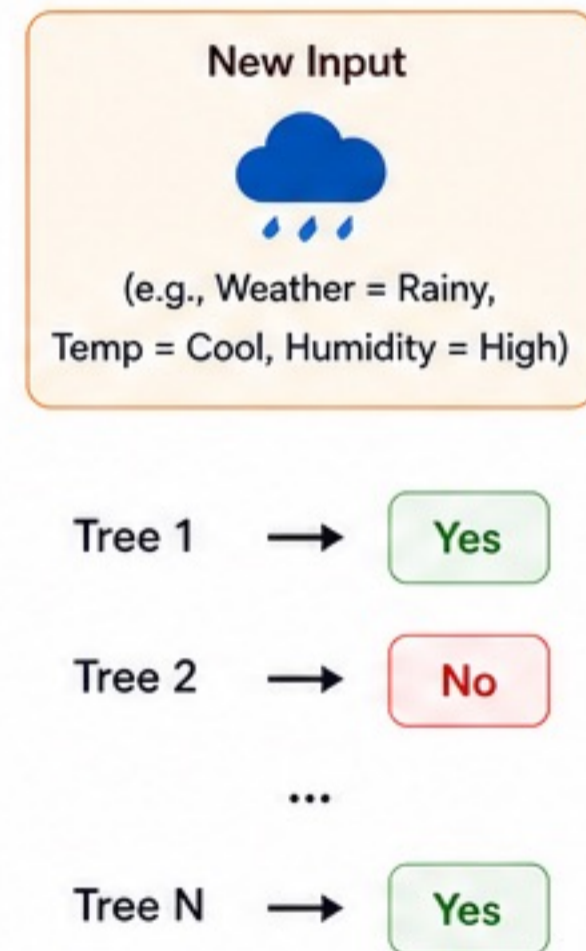 New Input
(e.g., Weather = Rainy,
Temp = Cool, Humidity = High)
Tree 1 → Yes
Tree 2 → No
...
Tree N → Yes